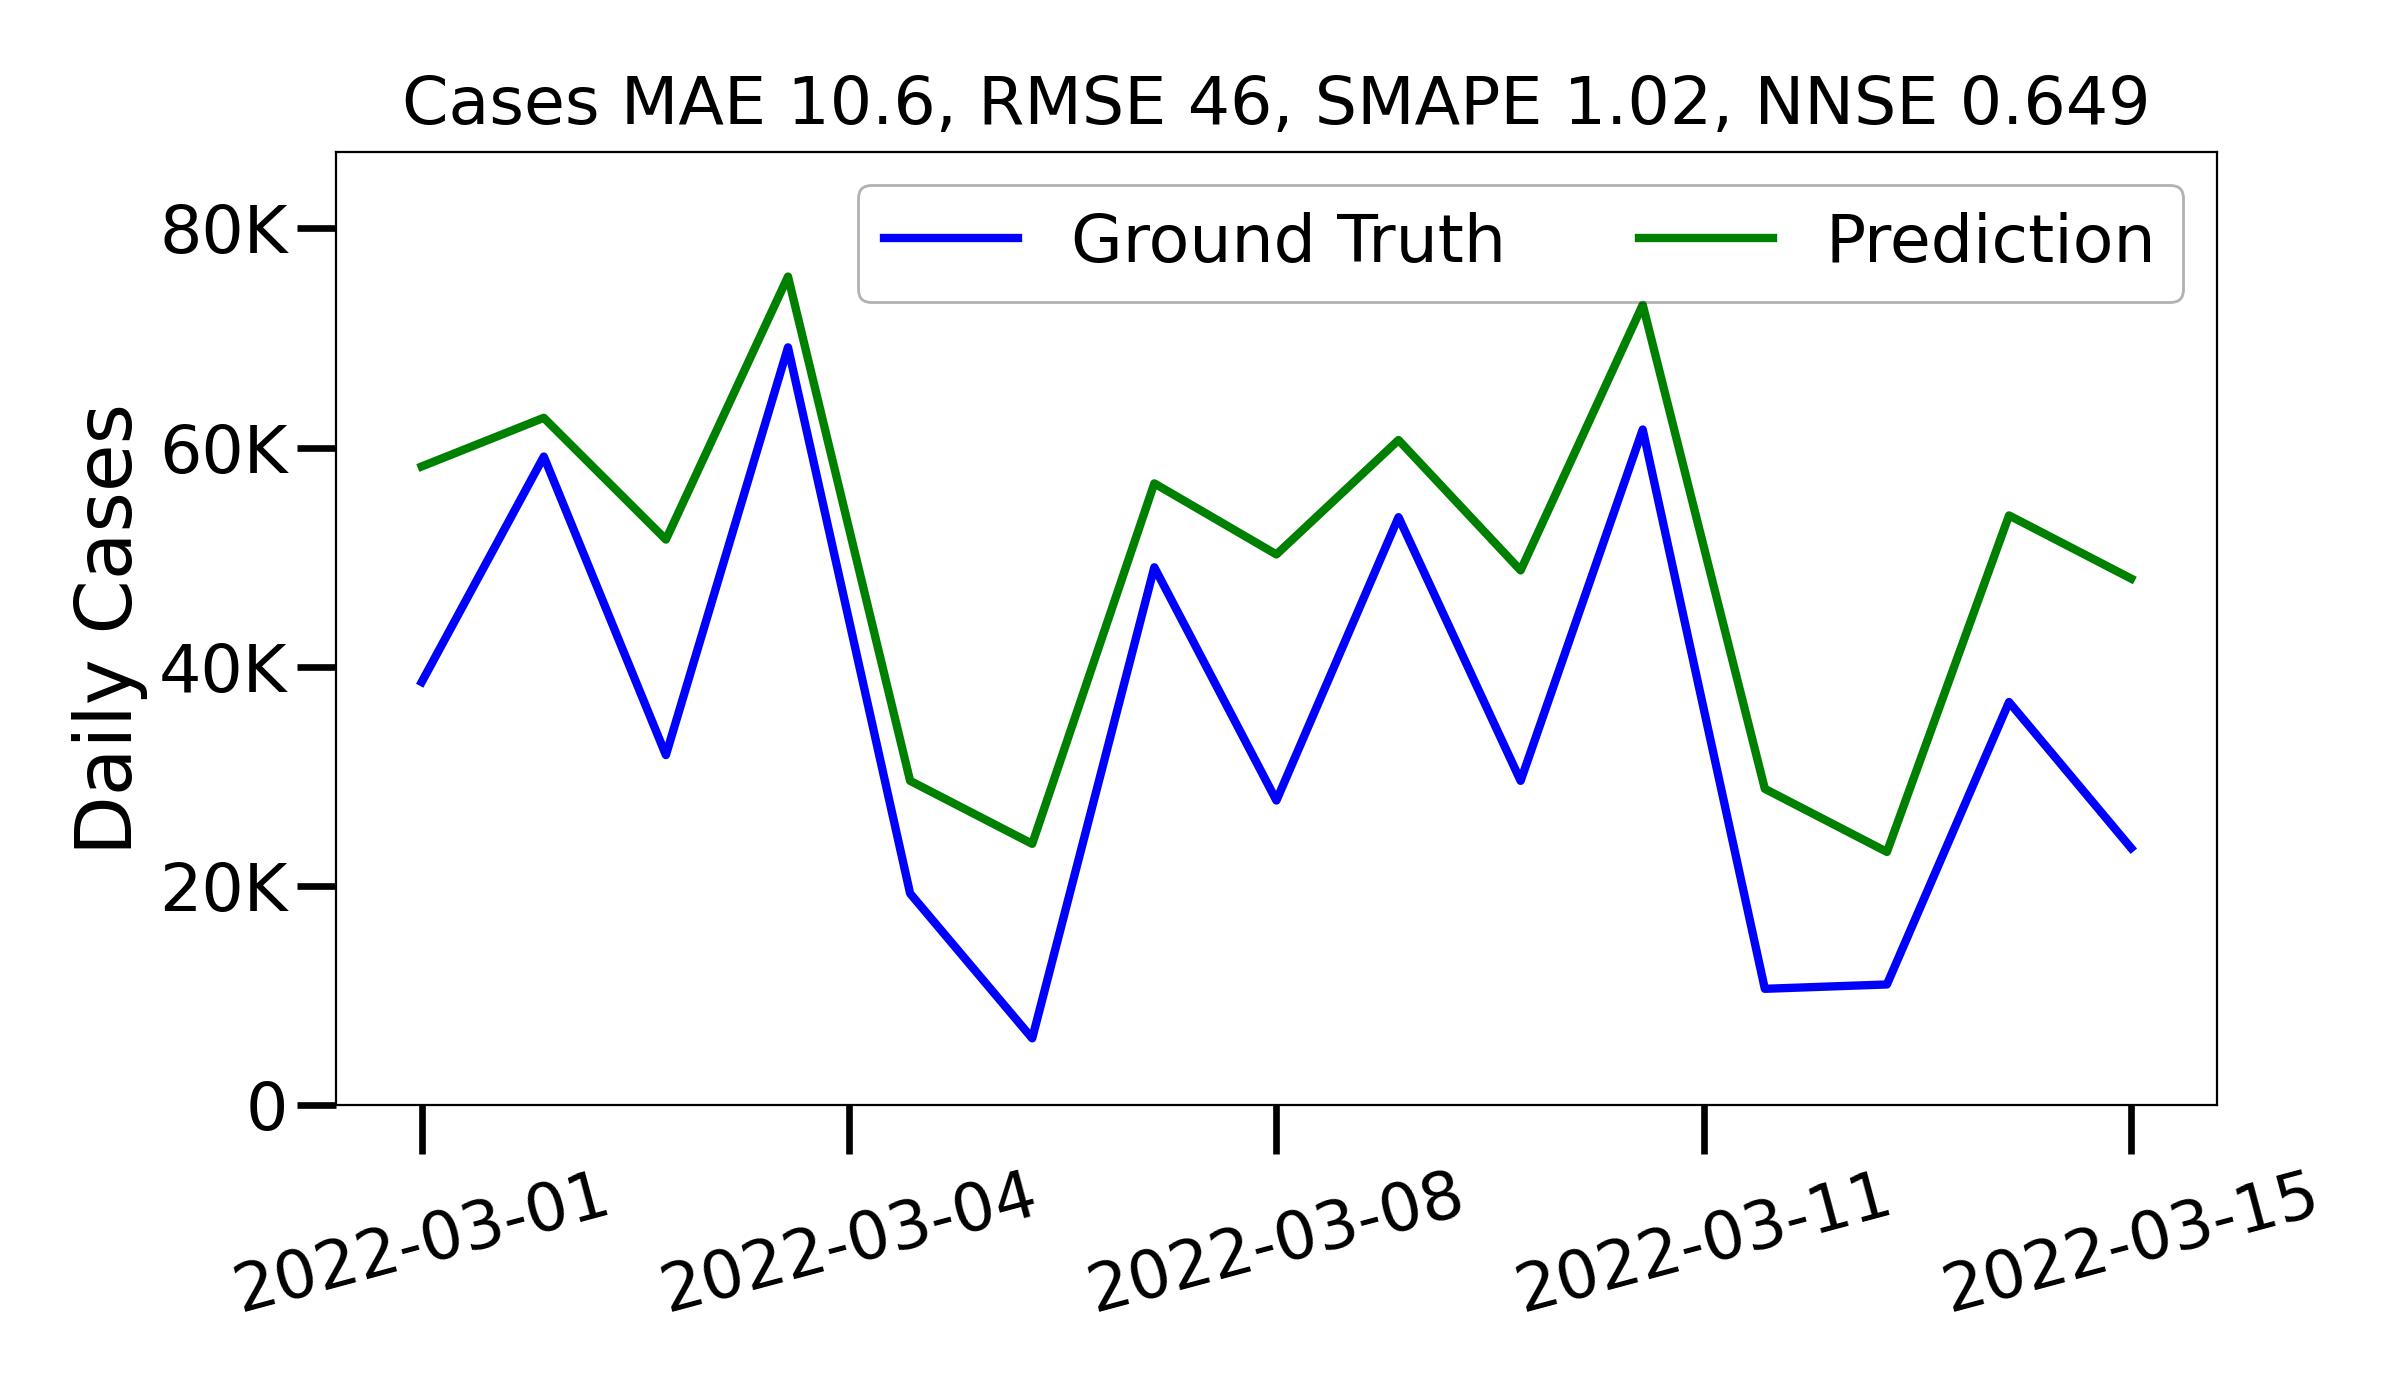 Cases MAE 10.6, RMSE 46, SMAPE 1.02, NNSE 0.649
Ground Truth
Prediction
Daily Cases
80K
60K
40K
20K
0
2022-03-01
2022-03-04
2022-03-08
2022-03-11
2022-03-15